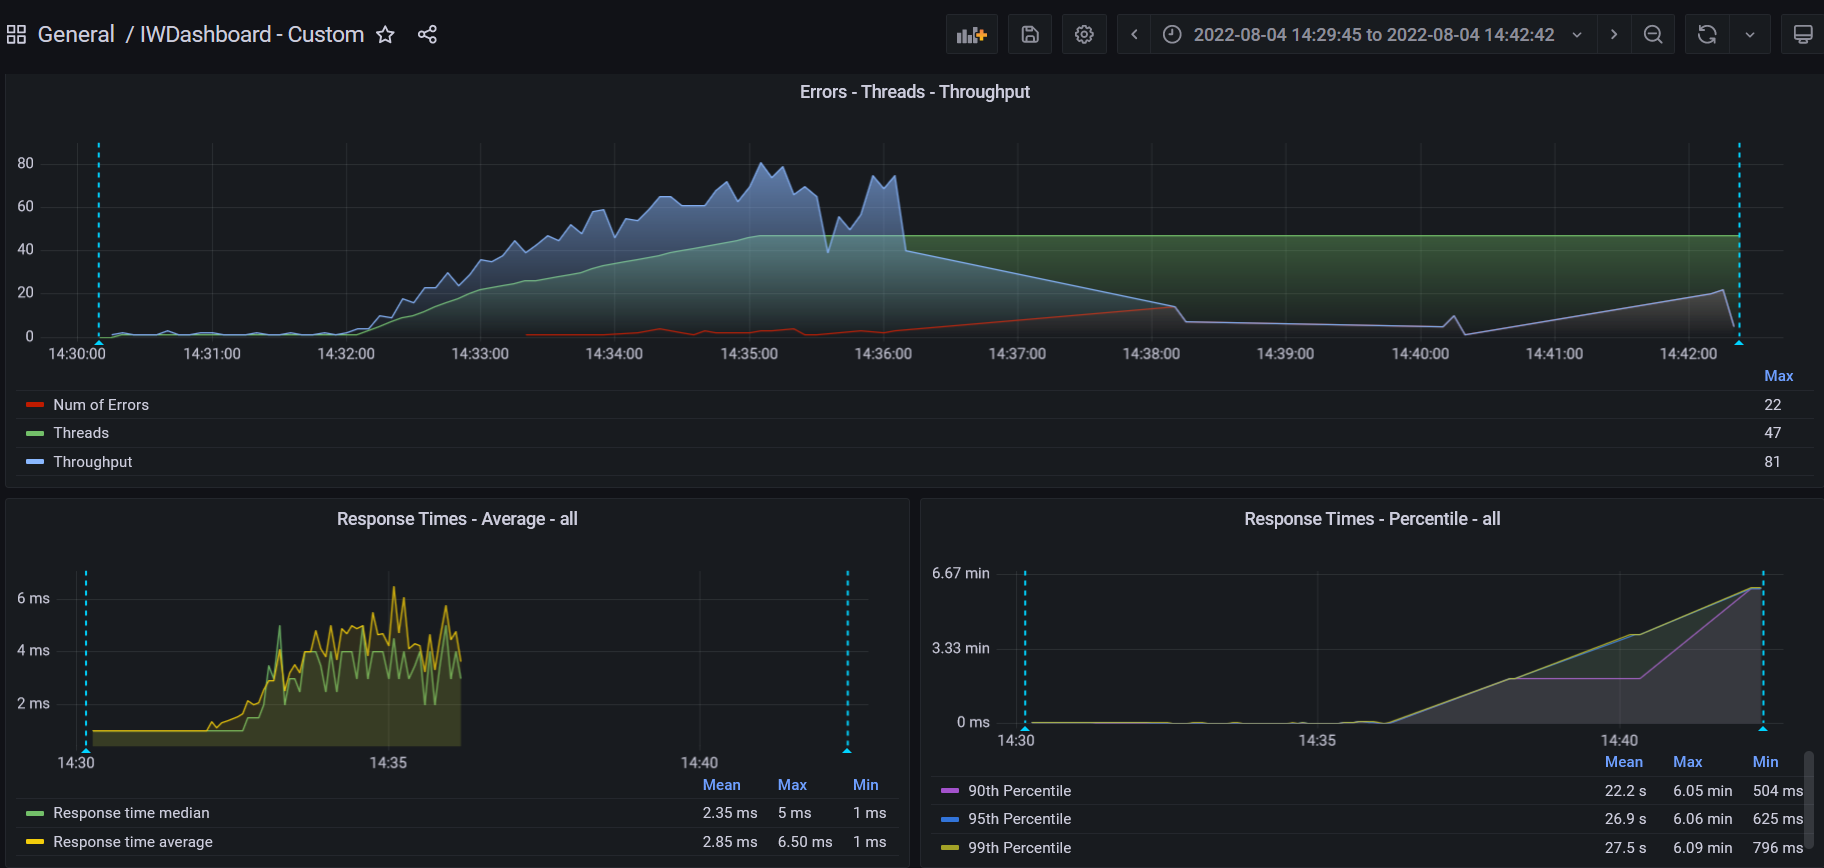 General / IWDashboard - Custom
2022-08-04 14:29:45 to 2022-08-04 14:42:42
Errors - Threads - Throughput
80
60
40
20
0
14:30:00 14:31:00 14:32:00 14:33:00 14:34:00 14:35:00 14:36:00 14:37:00 14:38:00 14:39:00 14:40:00 14:41:00 14:42:00
Max
Num of Errors 22
Threads 47
Throughput 81
Response Times - Average - all
6 ms
4 ms
2 ms
14:30 14:35 14:40
Mean Max Min
Response time median 2.35 ms 5 ms 1 ms
Response time average 2.85 ms 6.50 ms 1 ms
Response Times - Percentile - all
6.67 min
3.33 min
0 ms
14:30 14:35 14:40
Mean Max Min
90th Percentile 22.2 s 6.05 min 504 ms
95th Percentile 26.9 s 6.06 min 625 ms
99th Percentile 27.5 s 6.09 min 796 ms